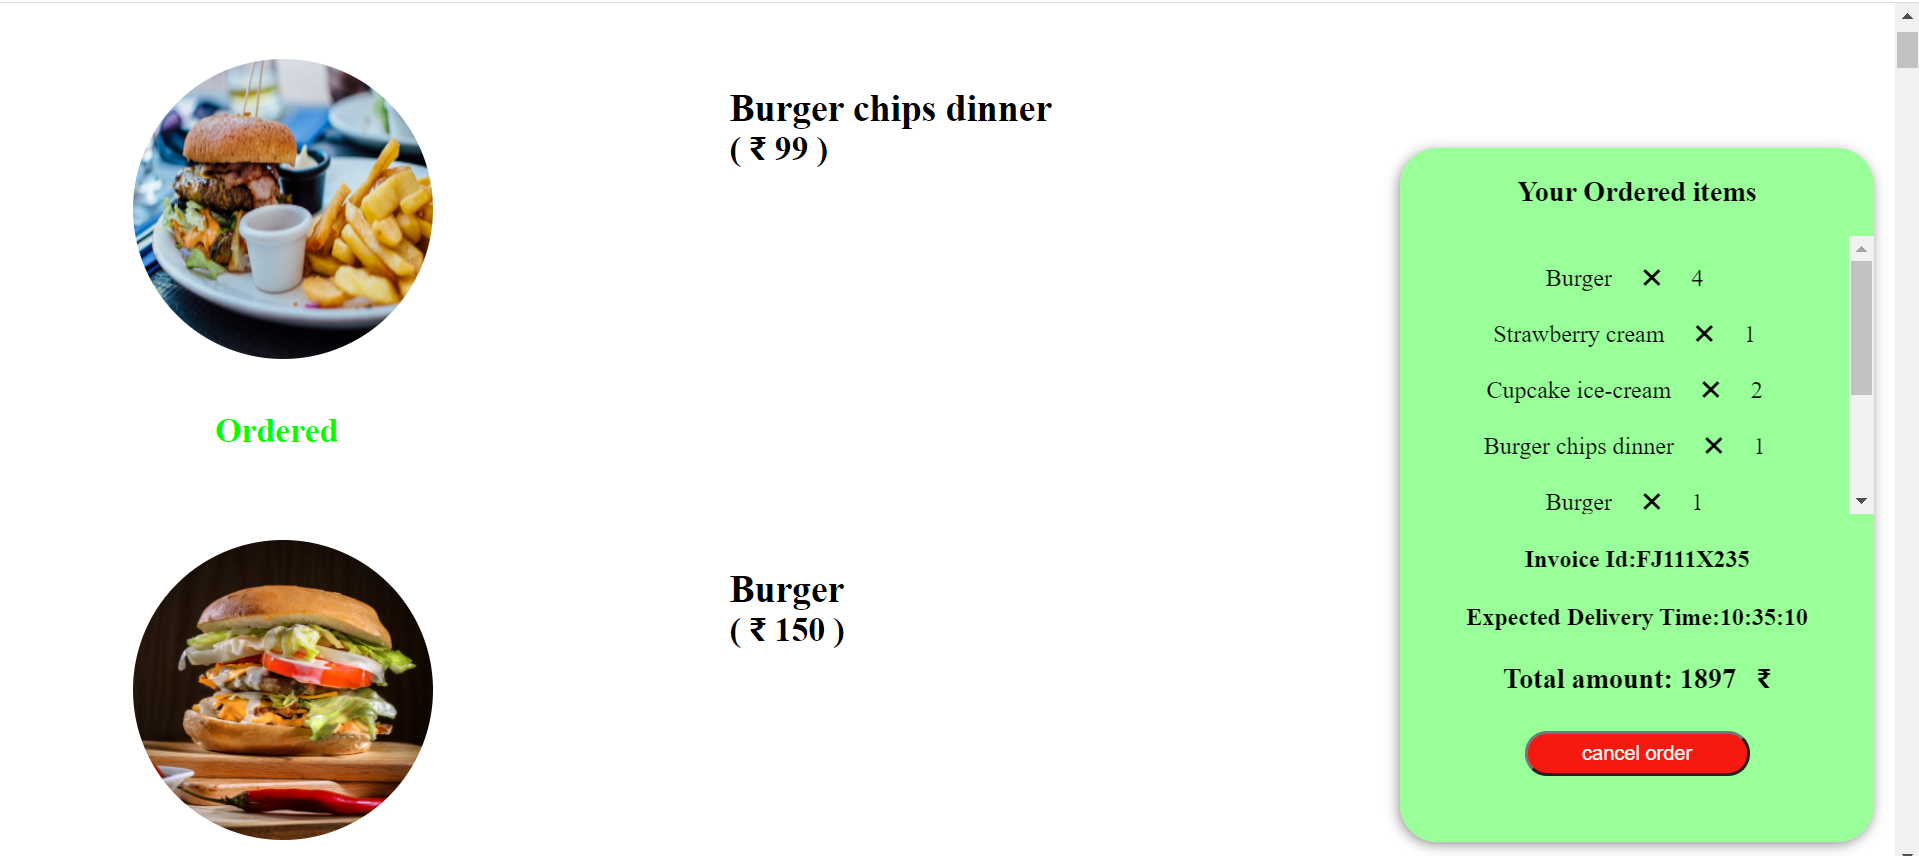 Burger chips dinner
( ₹ 99 )
Ordered
Burger
( ₹ 150 )
Your Ordered items
Burger ✕ 4
Strawberry cream ✕ 1
Cupcake ice-cream ✕ 2
Burger chips dinner ✕ 1
Burger ✕ 1
Invoice Id:FJ111X235
Expected Delivery Time:10:35:10
Total amount: 1897 ₹
cancel order